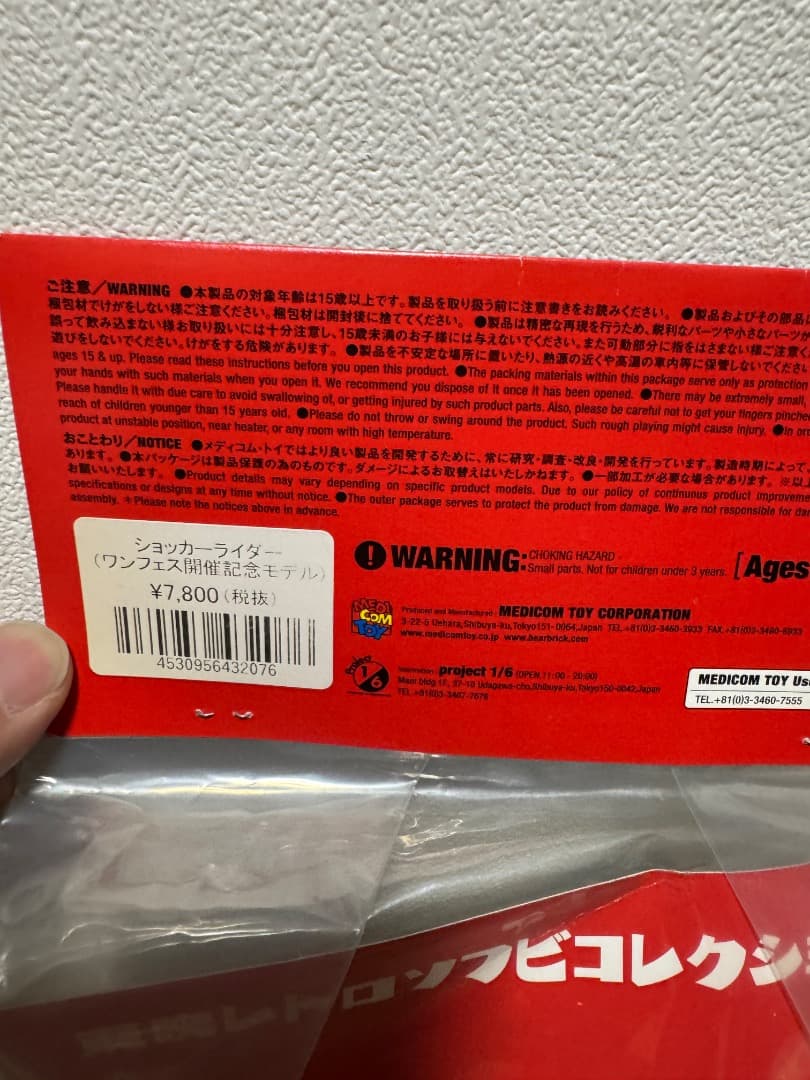 ご注意/WARNING ●本製品の対象年齢は15歳以上です。製品を取り扱う前に注意書きをお読みください。 ●製品およびその部品に
梱包材でけがをしない様ご注意ください。梱包材は開封後に捨ててください。 ●製品は精密な再現を行うため、鋭利なパーツや小さなパーツが
誤って飲み込まない様お取り扱いには十分注意し、15歳未満のお子様には与えないでください。また可動部分に指をはさまない様ご注意く
遊びをしないでください。けがをする危険があります。 ●製品を不安定な場所に置いたり、熱源の近くや高温の車内等に保管しないでください
ages 15 & up. Please read these instructions before you open this product. ●The packing materials within this package serve only as protection
your hands with such materials when you open it. We recommend you dispose of it once it has been opened. ●There may be extremely small,
Please handle it with due care to avoid swallowing of, or getting injured by such product parts. Also, please be careful not to get your fingers pinche
reach of children younger than 15 years old. ●Please do not throw or swing around the product. Such rough playing might cause injury. ●In or
product at unstable position, near heater, or any room with high temperature.
おことわり/NOTICE ●メディコム・トイではより良い製品を開発するために、常に研究・調査・改良・開発を行っています。製造時期によって
あります。 ●本パッケージは製品保護の為のものです。ダメージによるお取替えはいたしかねます。 ●一部加工が必要な場合があります。 ※以上
お願いいたします。 ●Product details may vary depending on specific product models. Due to our policy of continuous product improveme
specifications or designs at any time without notice. ●The outer package serves to protect the product from damage. We are not responsible for da
assembly. ＊Please note the notices above in advance.
ショッカーライダー
(ワンフェス開催記念モデル)
¥7,800(税抜)
4530956432076
WARNING: CHOKING HAZARD -
Small parts. Not for children under 3 years. [Ages
MEDI COM TOY
Produced and Manufactured : MEDICOM TOY CORPORATION
3-22-5 Uehara,Shibuya-ku,Tokyo151-0064,Japan TEL.+81(0)3-3460-3933 FAX.+81(0)3-3460-8933
www.medicomtoy.co.jp www.bearbrick.com
project 1/6
project 1/6 (OPEN.11:00 - 20:00)
TEL.+81(0)3-3407-7676
MEDICOM TOY Use
TEL.+81(0)3-3460-7555
レトロソフビコレクシ